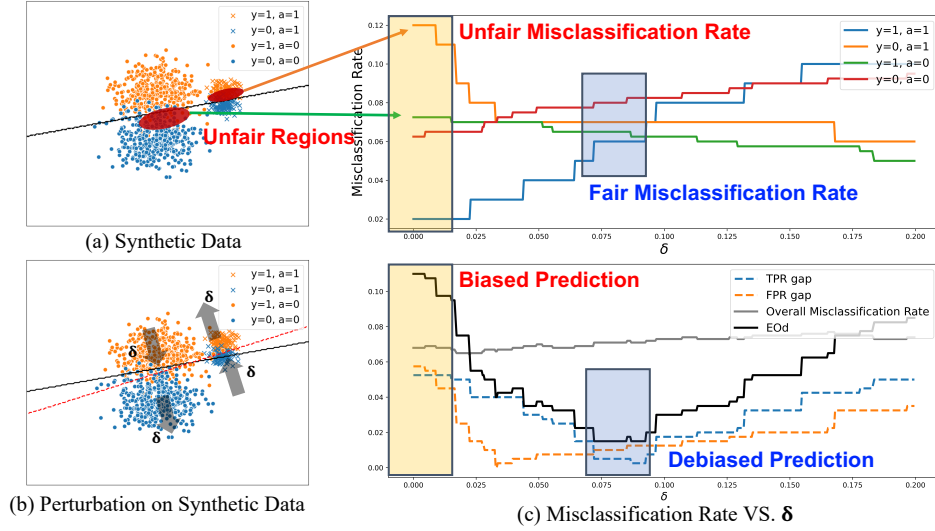 y=1, a=1
y=0, a=1
y=1, a=0
y=0, a=0
Unfair Regions
(a) Synthetic Data
Misclassification Rate
0.12
0.10
0.08
0.06
0.04
0.02
Unfair Misclassification Rate
y=1, a=1
y=0, a=1
y=1, a=0
y=0, a=0
Fair Misclassification Rate
0.000
0.025
0.050
0.075
0.100
0.125
0.150
0.175
0.200
δ
y=1, a=1
y=0, a=1
y=1, a=0
y=0, a=0
δ
δ
δ
δ
(b) Perturbation on Synthetic Data
0.10
0.08
0.06
0.04
0.02
0.00
Biased Prediction
TPR gap
FPR gap
Overall Misclassification Rate
EOd
Debiased Prediction
0.000
0.025
0.050
0.075
0.100
0.125
0.150
0.175
0.200
δ
(c) Misclassification Rate VS. δ